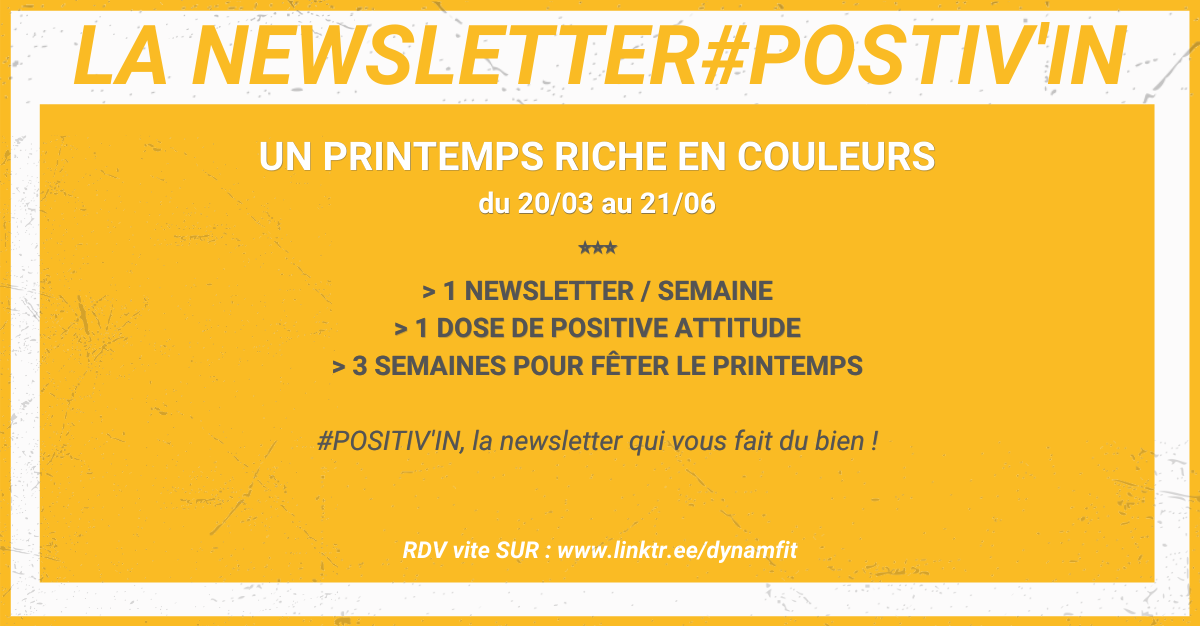 LA NEWSLETTER#POSTIV'IN
UN PRINTEMPS RICHE EN COULEURS
du 20/03 au 21/06
★★★
> 1 NEWSLETTER / SEMAINE
> 1 DOSE DE POSITIVE ATTITUDE
> 3 SEMAINES POUR FÊTER LE PRINTEMPS
#POSITIV'IN, la newsletter qui vous fait du bien !
RDV vite SUR : www.linktr.ee/dynamfit